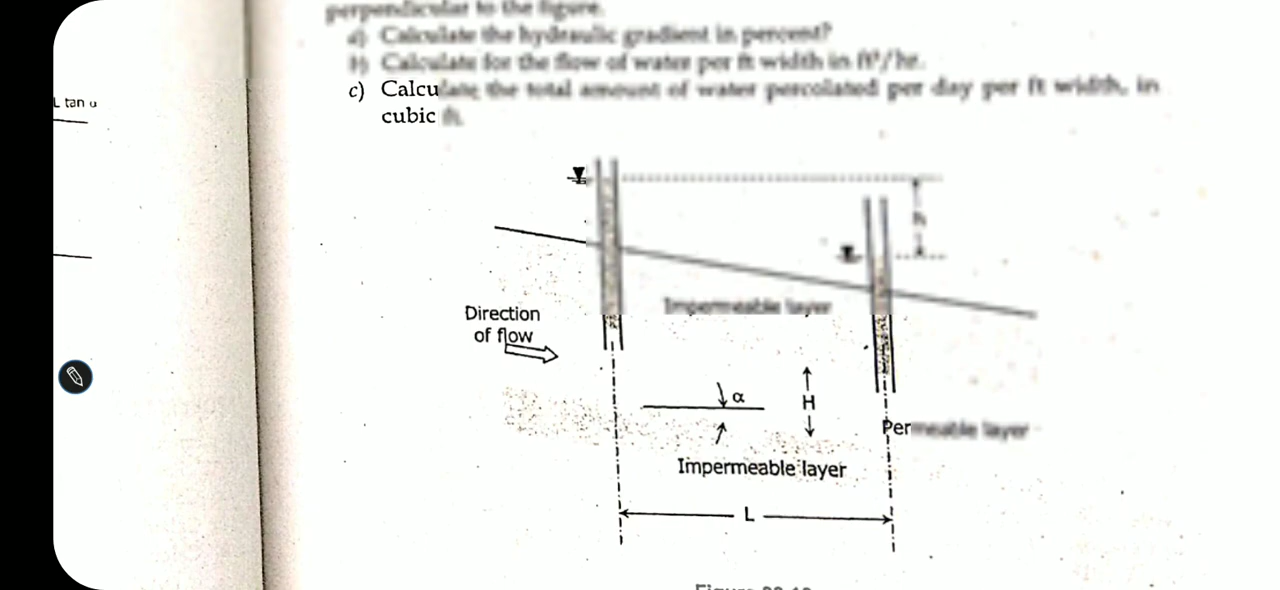 perpendicular to the figure.
a) Calculate the hydraulic gradient in percent?
b) Calculate for the flow of water per ft width in ft³/hr.
c) Calculate the total amount of water percolated per day per ft width, in
cubic ft.
L tan
h
Impermeable layer
Direction
of flow
α
H
Permeable layer
Impermeable layer
L